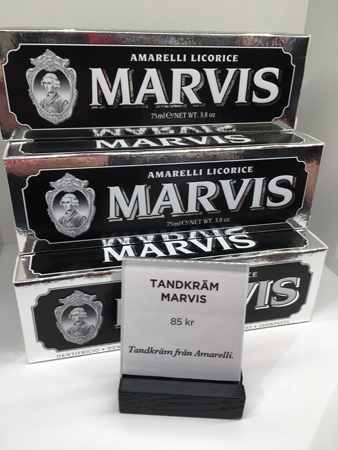 AMARELLI LICORICE
MARVIS
75ml℮/NET WT. 3.8 oz
MARVIS
AMARELLI LICORICE
MARVIS
75ml℮/NET WT. 3.8 oz
MARVIS
TANDKRÄM
MARVIS
85 kr
Tandkräm från Amarelli.
DENTIFRICIO